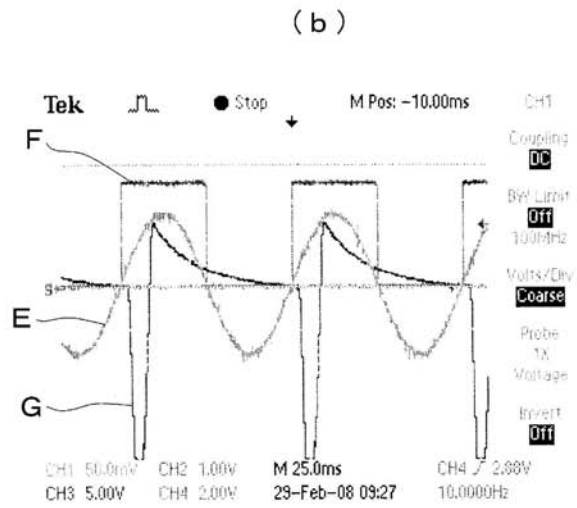 ( b )
Tek Stop M Pos: -10.00ms CH1
F
Coupling
DC
BW Limit
Off
100MHz
Volts/Div
Coarse
E
Probe
1X
Voltage
G
Invert
Off
CH1 50.0mV CH2 1.00V M 25.0ms CH4 2.88V
CH3 5.00V CH4 2.00V 29-Feb-08 09:27 10.0000Hz